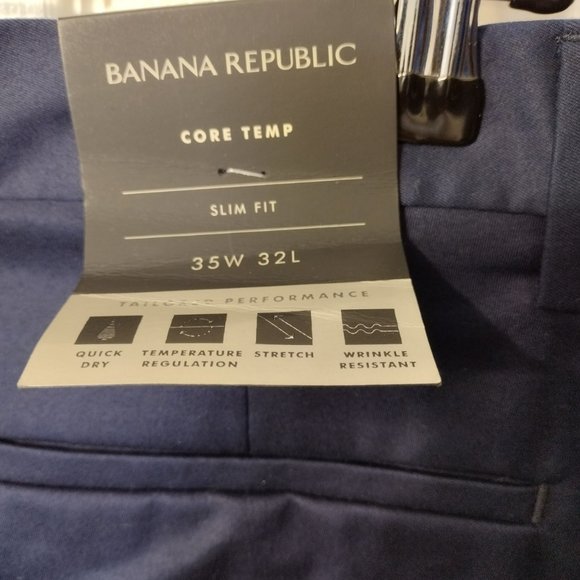 BANANA REPUBLIC
CORE TEMP
SLIM FIT
35W 32L
TAILORED PERFORMANCE
QUICK DRY
TEMPERATURE REGULATION
STRETCH
WRINKLE RESISTANT